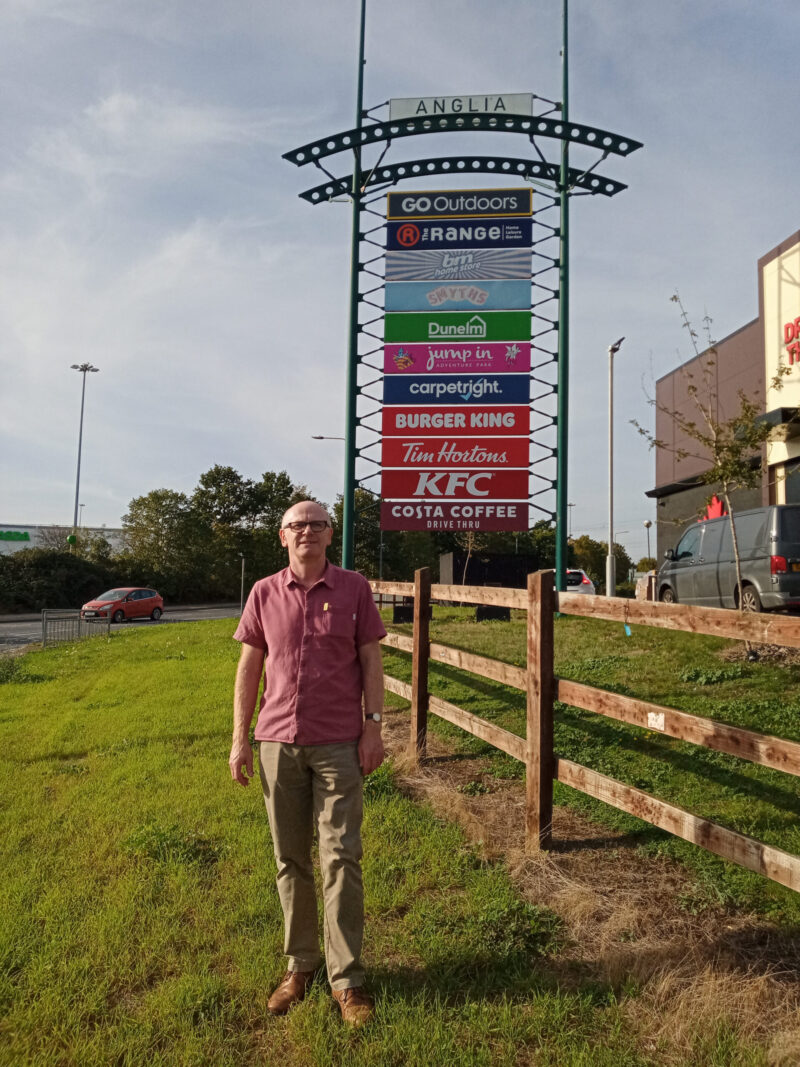 ANGLIA
GO Outdoors
The RANGE Home Leisure Garden
bm
home store
SMYTHS
Dunelm
jump in
ADVENTURE PARK
carpetright.
BURGER KING
Tim Hortons.
KFC
COSTA COFFEE
DRIVE THRU